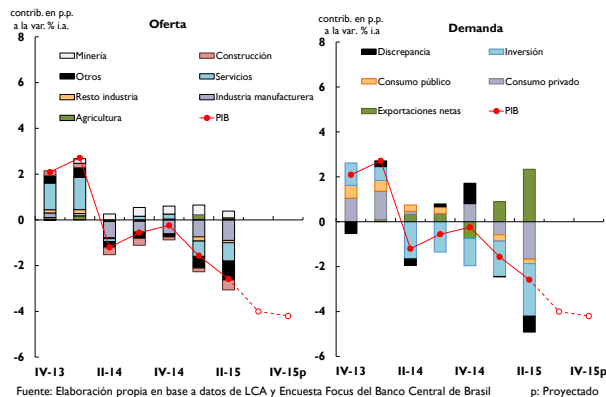 contrib. en p.p.
a la var. % i.a.
Oferta
8
6
4
2
0
-2
-4
-6
Minería
Construcción
Otros
Servicios
Resto industria
Industria manufacturera
Agricultura
PIB
IV-13
II-14
IV-14
II-15
IV-15p
contrib. en p.p.
a la var. % i.a.
Demanda
8
6
4
2
0
-2
-4
-6
Discrepancia
Inversión
Consumo público
Consumo privado
Exportaciones netas
PIB
IV-13
II-14
IV-14
II-15
IV-15p
Fuente: Elaboración propia en base a datos de LCA y Encuesta Focus del Banco Central de Brasil
p: Proyectado